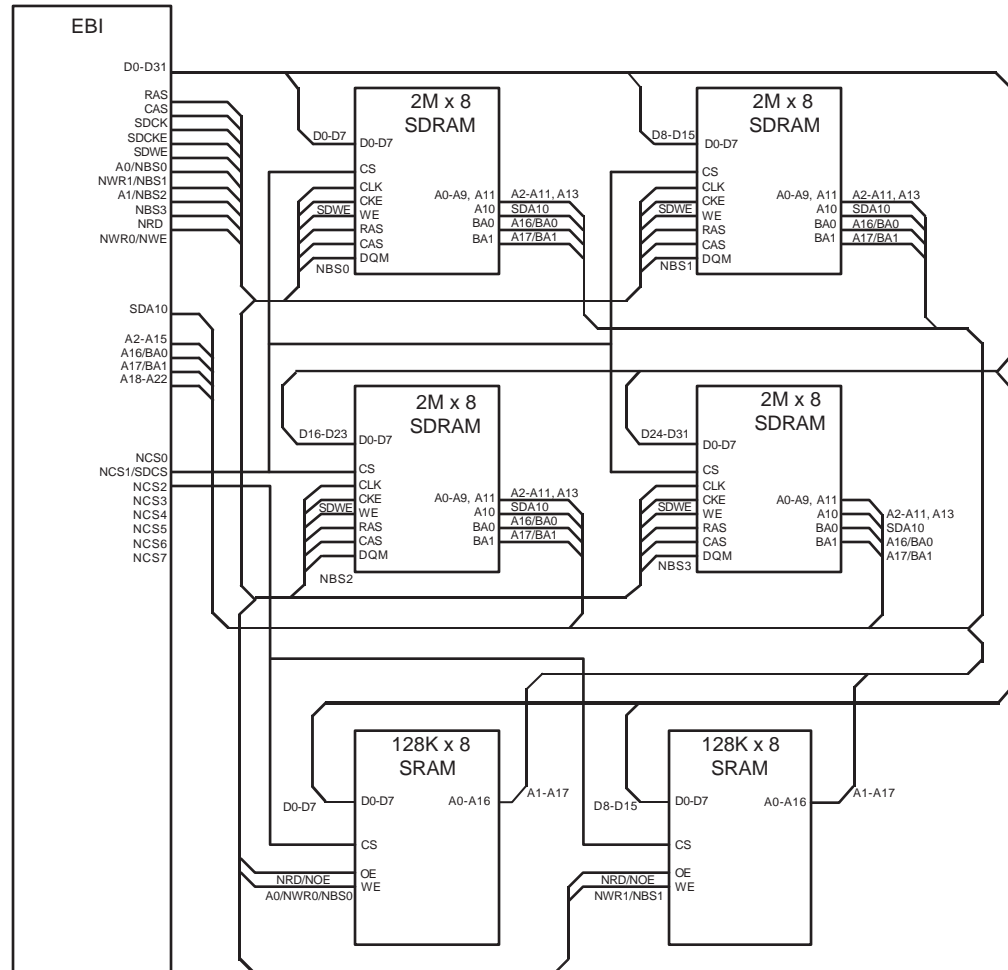 EBI
D0-D31
RAS
CAS
SDCK
SDCKE
SDWE
A0/NBS0
NWR1/NBS1
A1/NBS2
NBS3
NRD
NWR0/NWE
SDA10
A2-A15
A16/BA0
A17/BA1
A18-A22
NCS0
NCS1/SDCS
NCS2
NCS3
NCS4
NCS5
NCS6
NCS7
2M x 8
SDRAM
D0-D7
D0-D7
CS
CLK
CKE
SDWE
WE
RAS
CAS
DQM
NBS0
A0-A9, A11
A10
BA0
BA1
A2-A11, A13
SDA10
A16/BA0
A17/BA1
2M x 8
SDRAM
D8-D15
D0-D7
CS
CLK
CKE
SDWE
WE
RAS
CAS
DQM
NBS1
A0-A9, A11
A10
BA0
BA1
A2-A11, A13
SDA10
A16/BA0
A17/BA1
2M x 8
SDRAM
D16-D23
D0-D7
CS
CLK
CKE
SDWE
WE
RAS
CAS
DQM
NBS2
A0-A9, A11
A10
BA0
BA1
A2-A11, A13
SDA10
A16/BA0
A17/BA1
2M x 8
SDRAM
D24-D31
D0-D7
CS
CLK
CKE
SDWE
WE
RAS
CAS
DQM
NBS3
A0-A9, A11
A10
BA0
BA1
A2-A11, A13
SDA10
A16/BA0
A17/BA1
128K x 8
SRAM
D0-D7
D0-D7
A0-A16
A1-A17
CS
OE
NRD/NOE
WE
A0/NWR0/NBS0
128K x 8
SRAM
D8-D15
D0-D7
A0-A16
A1-A17
CS
OE
NRD/NOE
WE
NWR1/NBS1